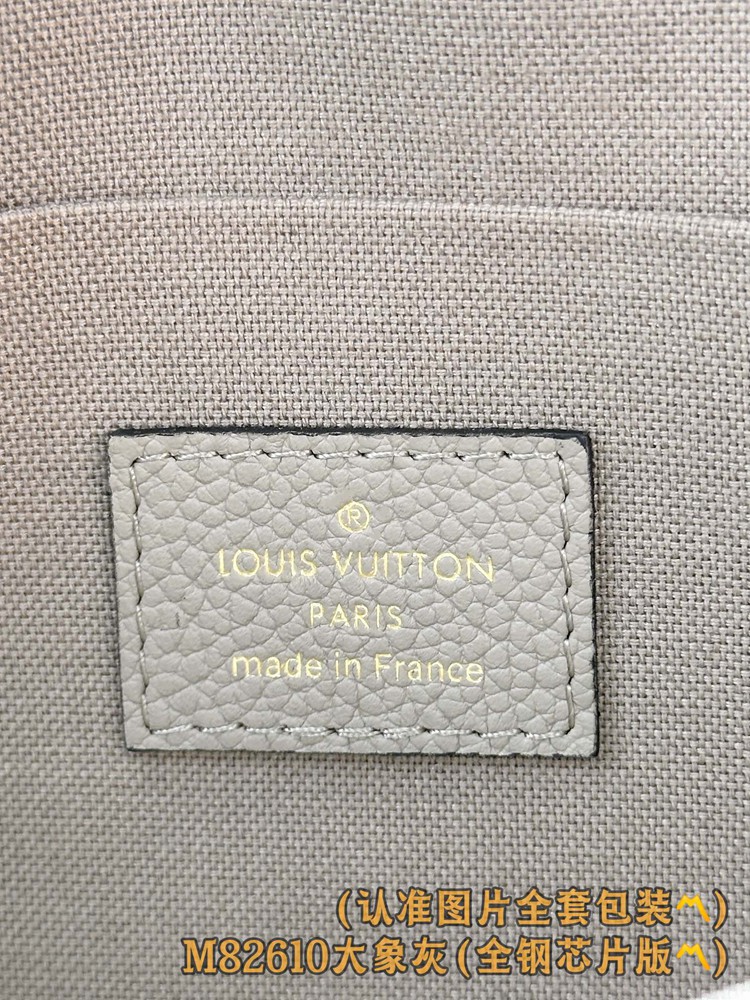 ®
LOUIS VUITTON
PARIS
made in France
(认准图片全套包装〽️)
M82610大象灰(全钢芯片版〽️)